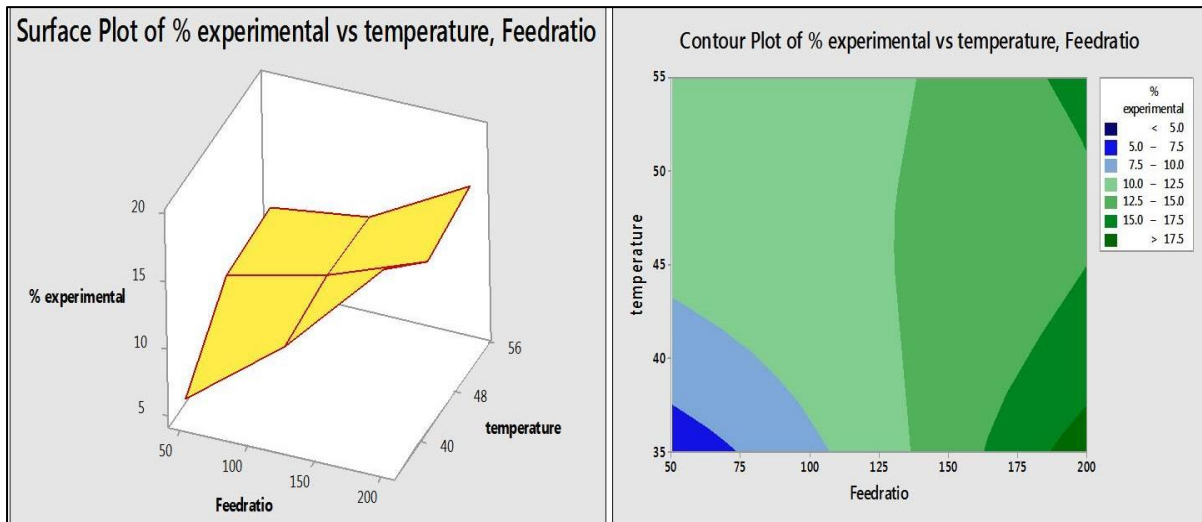 Surface Plot of % experimental vs temperature, Feedratio
20
15
10
5
% experimental
50
100
150
200
Feedratio
40
48
56
temperature
Contour Plot of % experimental vs temperature, Feedratio
55
50
45
40
35
temperature
50
75
100
125
150
175
200
Feedratio
%
experimental
< 5.0
5.0 – 7.5
7.5 – 10.0
10.0 – 12.5
12.5 – 15.0
15.0 – 17.5
> 17.5